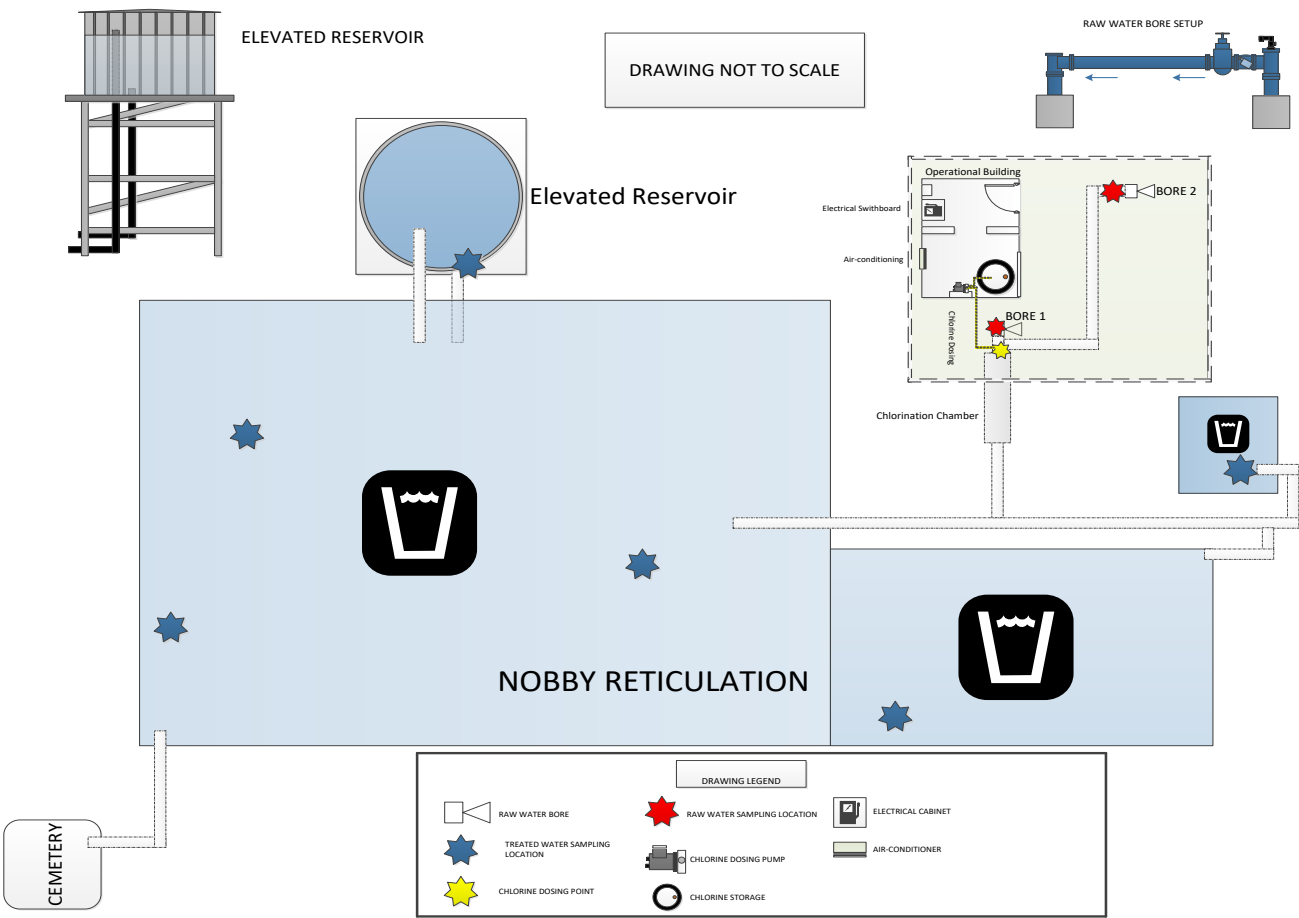 ELEVATED RESERVOIR
RAW WATER BORE SETUP
DRAWING NOT TO SCALE
Elevated Reservoir
Operational Building
BORE 2
Electrical Swithboard
Air-conditioning
BORE 1
Chlorine Dosing
Chlorination Chamber
NOBBY RETICULATION
CEMETERY
DRAWING LEGEND
RAW WATER BORE
RAW WATER SAMPLING LOCATION
ELECTRICAL CABINET
TREATED WATER SAMPLING
LOCATION
CHLORINE DOSING PUMP
AIR-CONDITIONER
CHLORINE DOSING POINT
CHLORINE STORAGE